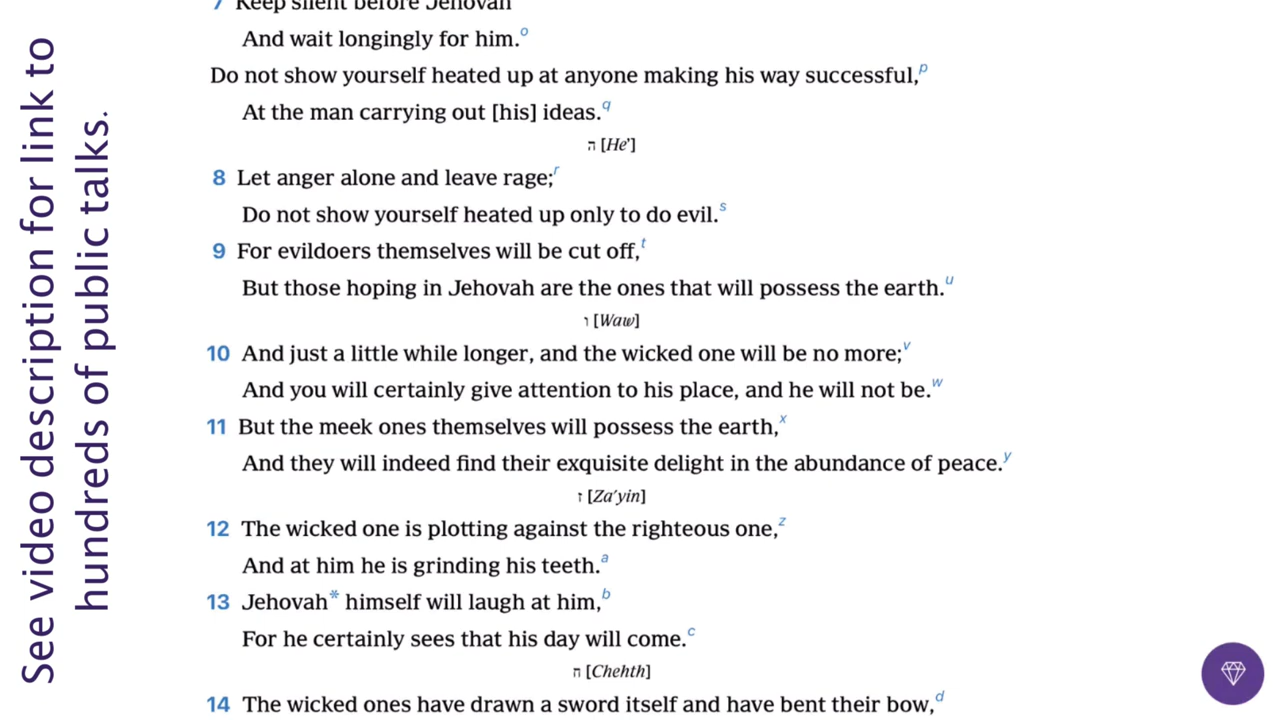 See video description for link to
hundreds of public talks.
7 Keep silent before Jehovah
And wait longingly for him.o
Do not show yourself heated up at anyone making his way successful,p
At the man carrying out [his] ideas.q
ה [He']
8 Let anger alone and leave rage;r
Do not show yourself heated up only to do evil.s
9 For evildoers themselves will be cut off,t
But those hoping in Jehovah are the ones that will possess the earth.u
ו [Waw]
10 And just a little while longer, and the wicked one will be no more;v
And you will certainly give attention to his place, and he will not be.w
11 But the meek ones themselves will possess the earth,x
And they will indeed find their exquisite delight in the abundance of peace.y
ז [Za'yin]
12 The wicked one is plotting against the righteous one,z
And at him he is grinding his teeth.a
13 Jehovah* himself will laugh at him,b
For he certainly sees that his day will come.c
ח [Chehth]
14 The wicked ones have drawn a sword itself and have bent their bow,d